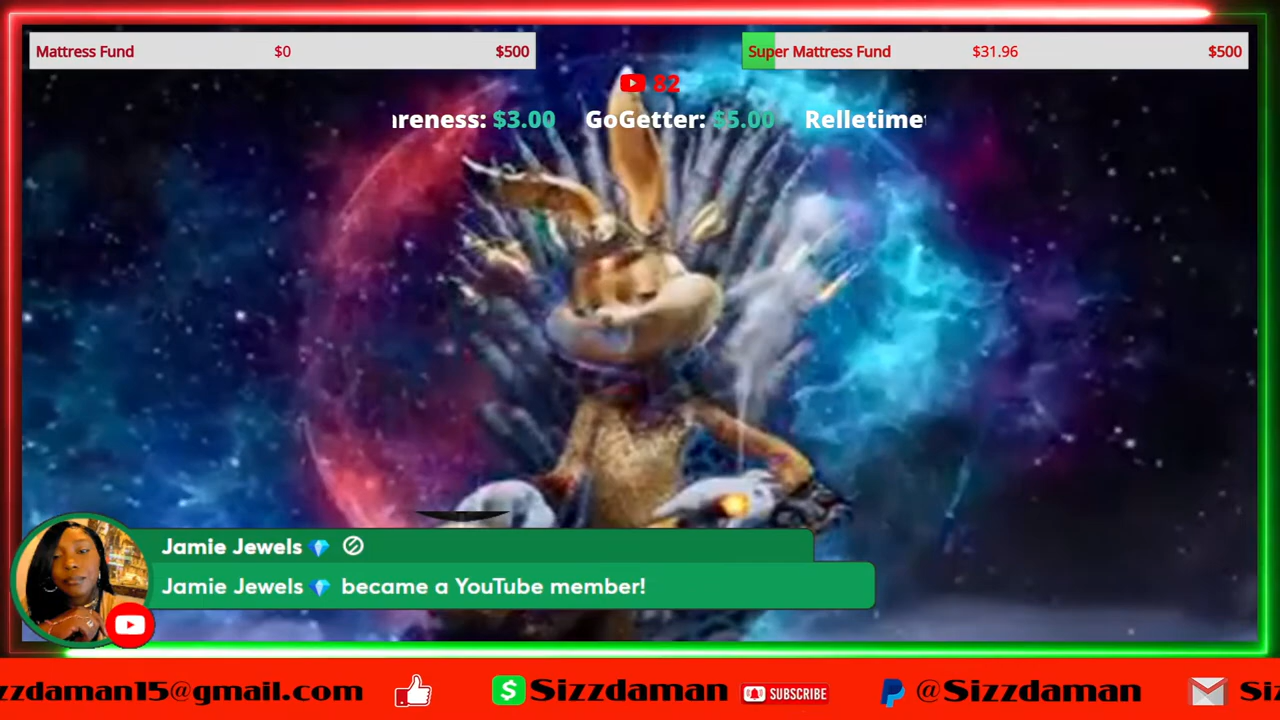 Mattress Fund $0 $500
Super Mattress Fund $31.96 $500
82
reness: $3.00 GoGetter: $5.00 Relletime
Jamie Jewels
Jamie Jewels became a YouTube member!
zzdaman15@gmail.com $ Sizzdaman SUBSCRIBE @Sizzdaman Siz